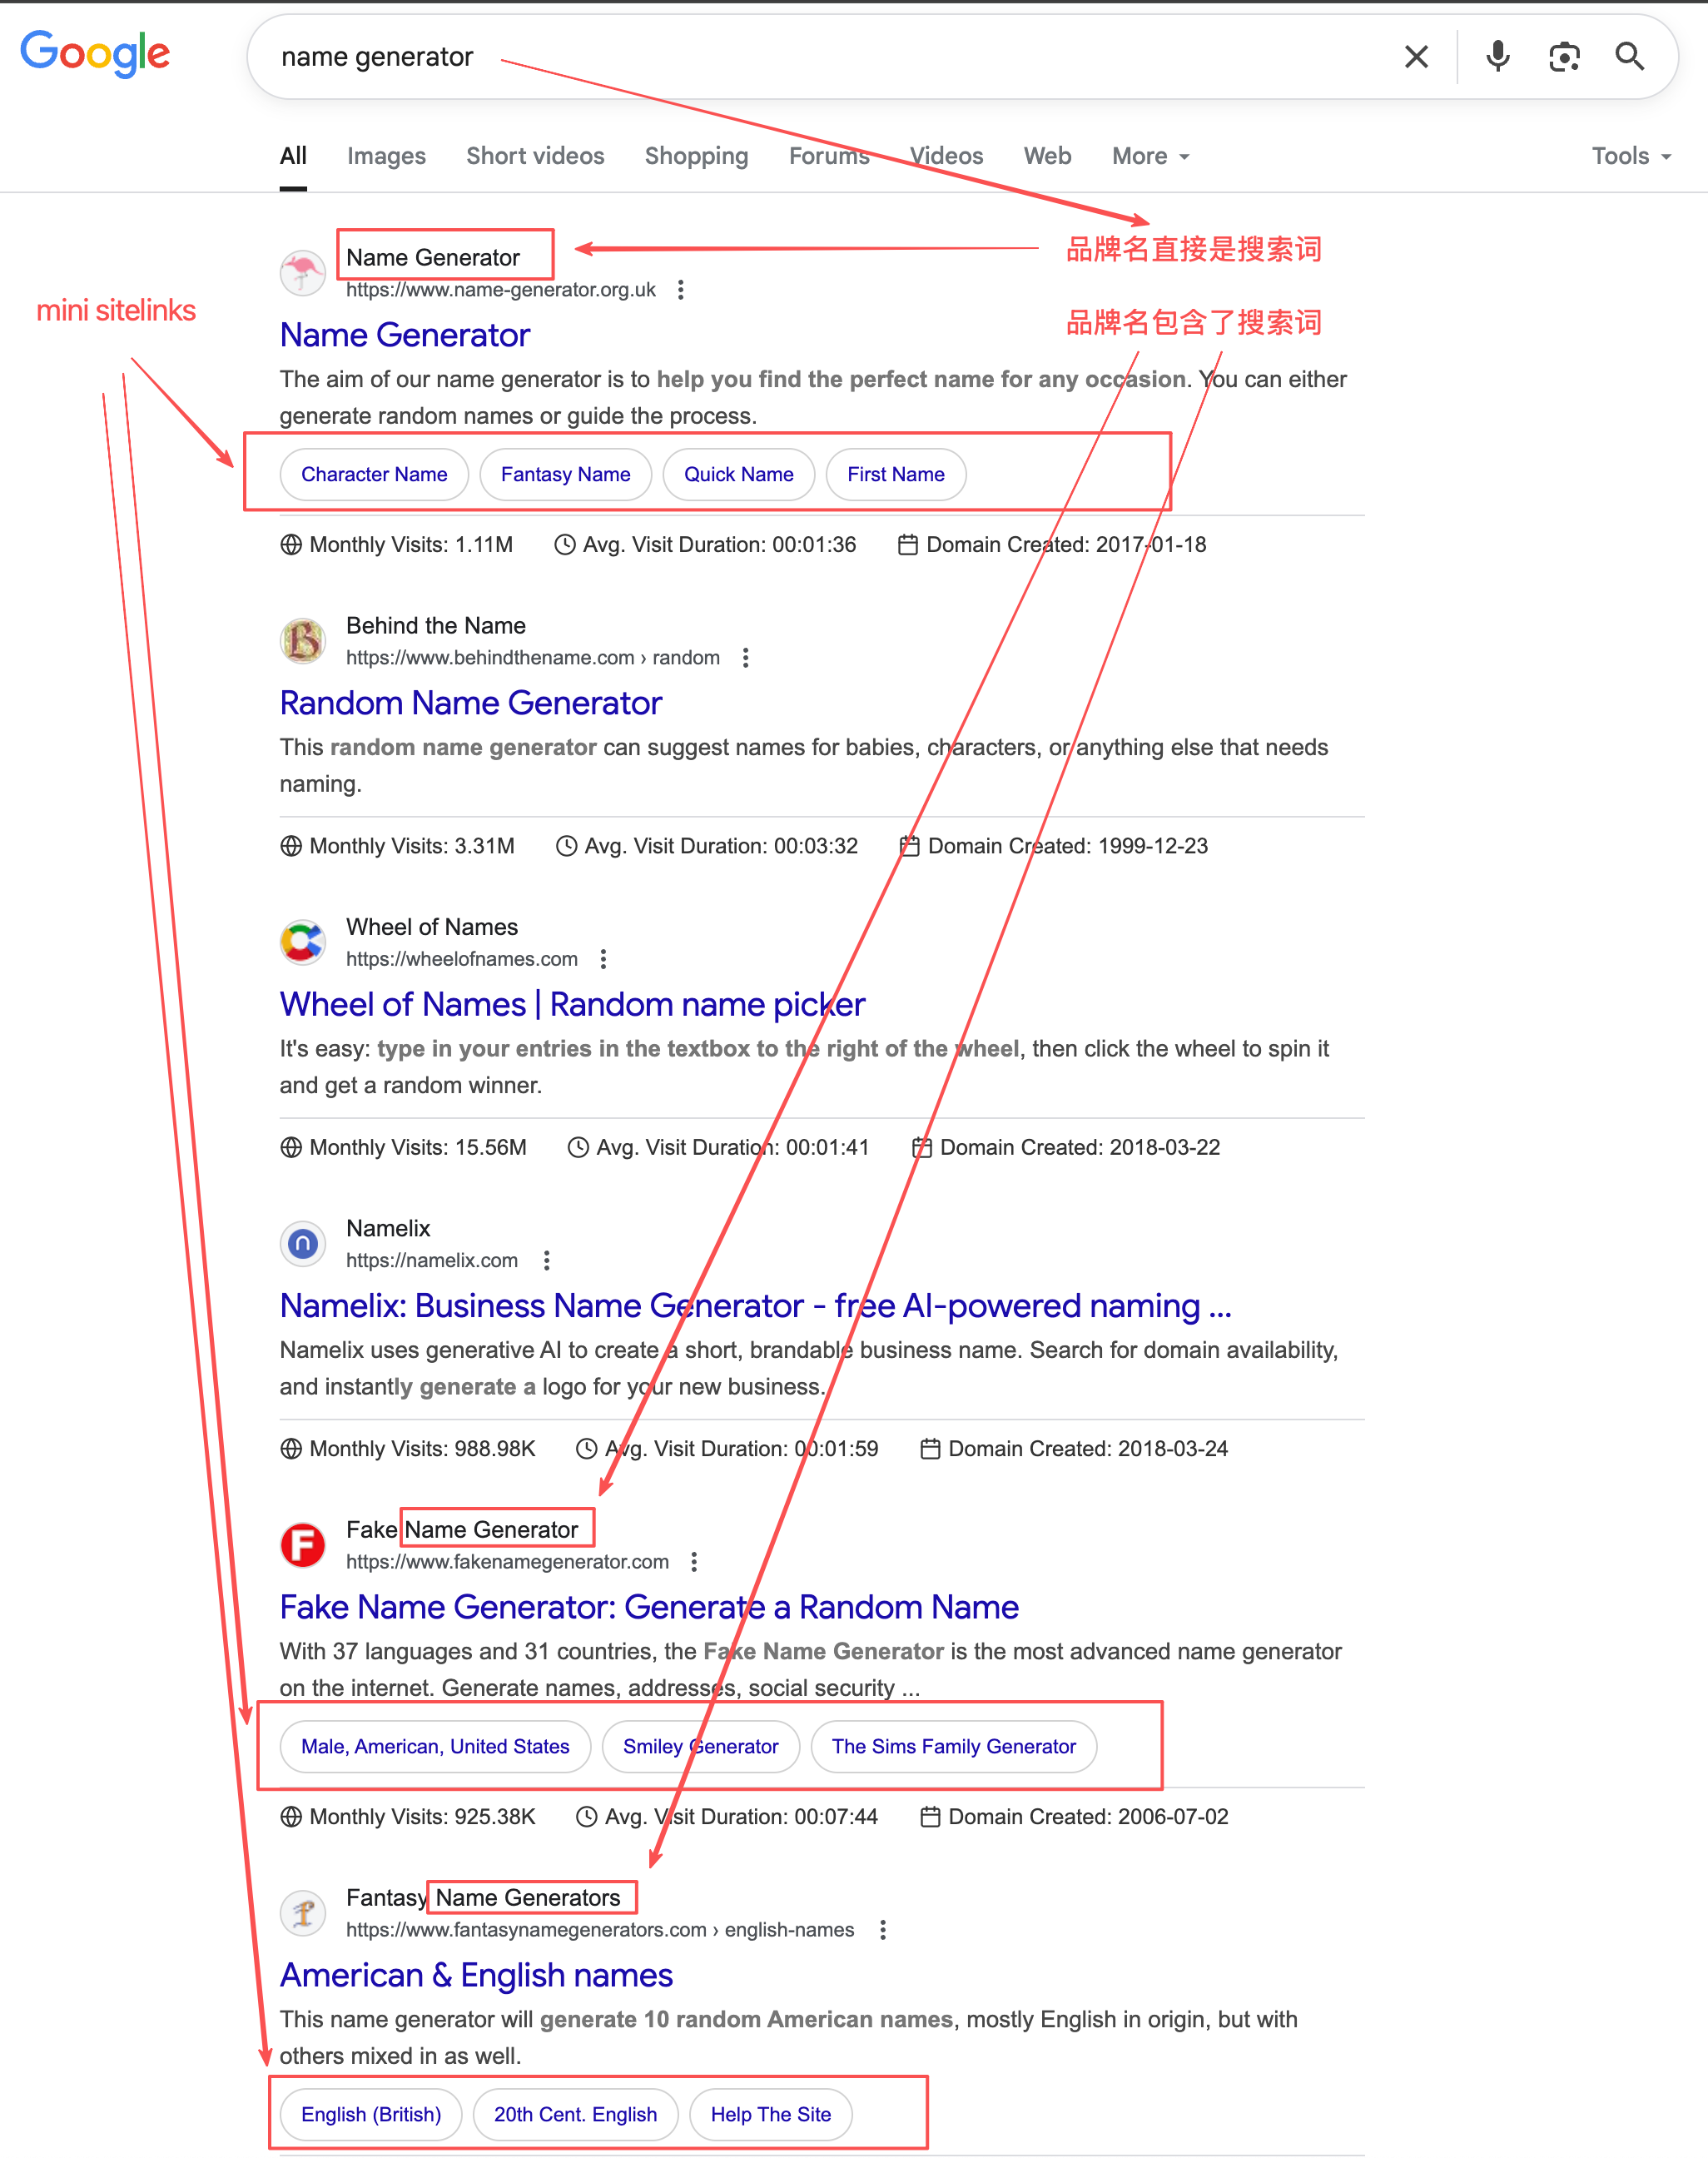 Google
name generator
All Images Short videos Shopping Forums Videos Web More Tools
品牌名直接是搜索词
Name Generator
https://www.name-generator.org.uk
mini sitelinks
品牌名包含了搜索词
Name Generator
The aim of our name generator is to help you find the perfect name for any occasion. You can either
generate random names or guide the process.
Character Name Fantasy Name Quick Name First Name
Monthly Visits: 1.11M Avg. Visit Duration: 00:01:36 Domain Created: 2017-01-18
Behind the Name
https://www.behindthename.com › random
Random Name Generator
This random name generator can suggest names for babies, characters, or anything else that needs
naming.
Monthly Visits: 3.31M Avg. Visit Duration: 00:03:32 Domain Created: 1999-12-23
Wheel of Names
https://wheelofnames.com
Wheel of Names | Random name picker
It's easy: type in your entries in the textbox to the right of the wheel, then click the wheel to spin it
and get a random winner.
Monthly Visits: 15.56M Avg. Visit Duration: 00:01:41 Domain Created: 2018-03-22
Namelix
https://namelix.com
Namelix: Business Name Generator - free AI-powered naming ...
Namelix uses generative AI to create a short, brandable business name. Search for domain availability,
and instantly generate a logo for your new business.
Monthly Visits: 988.98K Avg. Visit Duration: 00:01:59 Domain Created: 2018-03-24
Fake Name Generator
https://www.fakenamegenerator.com
Fake Name Generator: Generate a Random Name
With 37 languages and 31 countries, the Fake Name Generator is the most advanced name generator
on the internet. Generate names, addresses, social security ...
Male, American, United States Smiley Generator The Sims Family Generator
Monthly Visits: 925.38K Avg. Visit Duration: 00:07:44 Domain Created: 2006-07-02
Fantasy Name Generators
https://www.fantasynamegenerators.com › english-names
American & English names
This name generator will generate 10 random American names, mostly English in origin, but with
others mixed in as well.
English (British) 20th Cent. English Help The Site